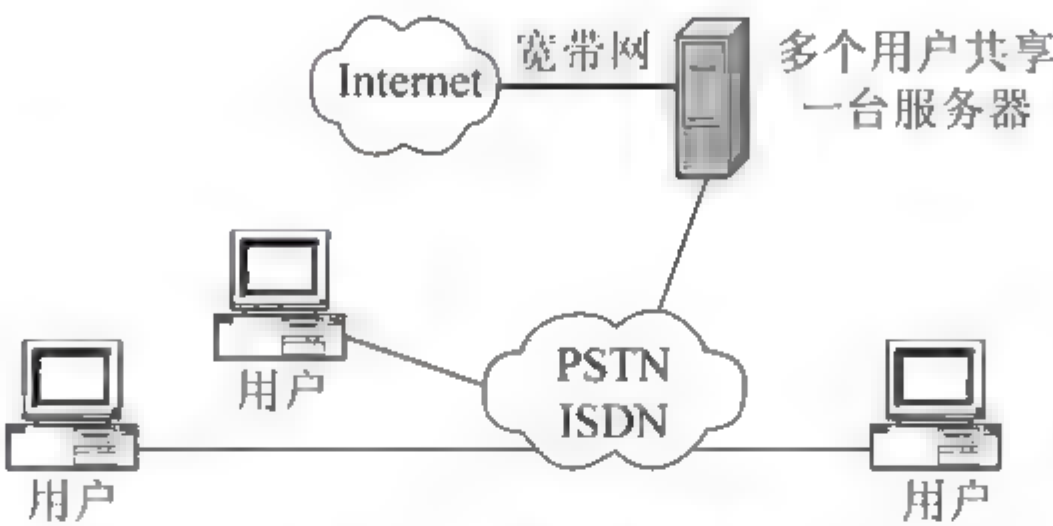 Internet
宽带网
多个用户共享
一台服务器
用户
PSTN
ISDN
用户
用户